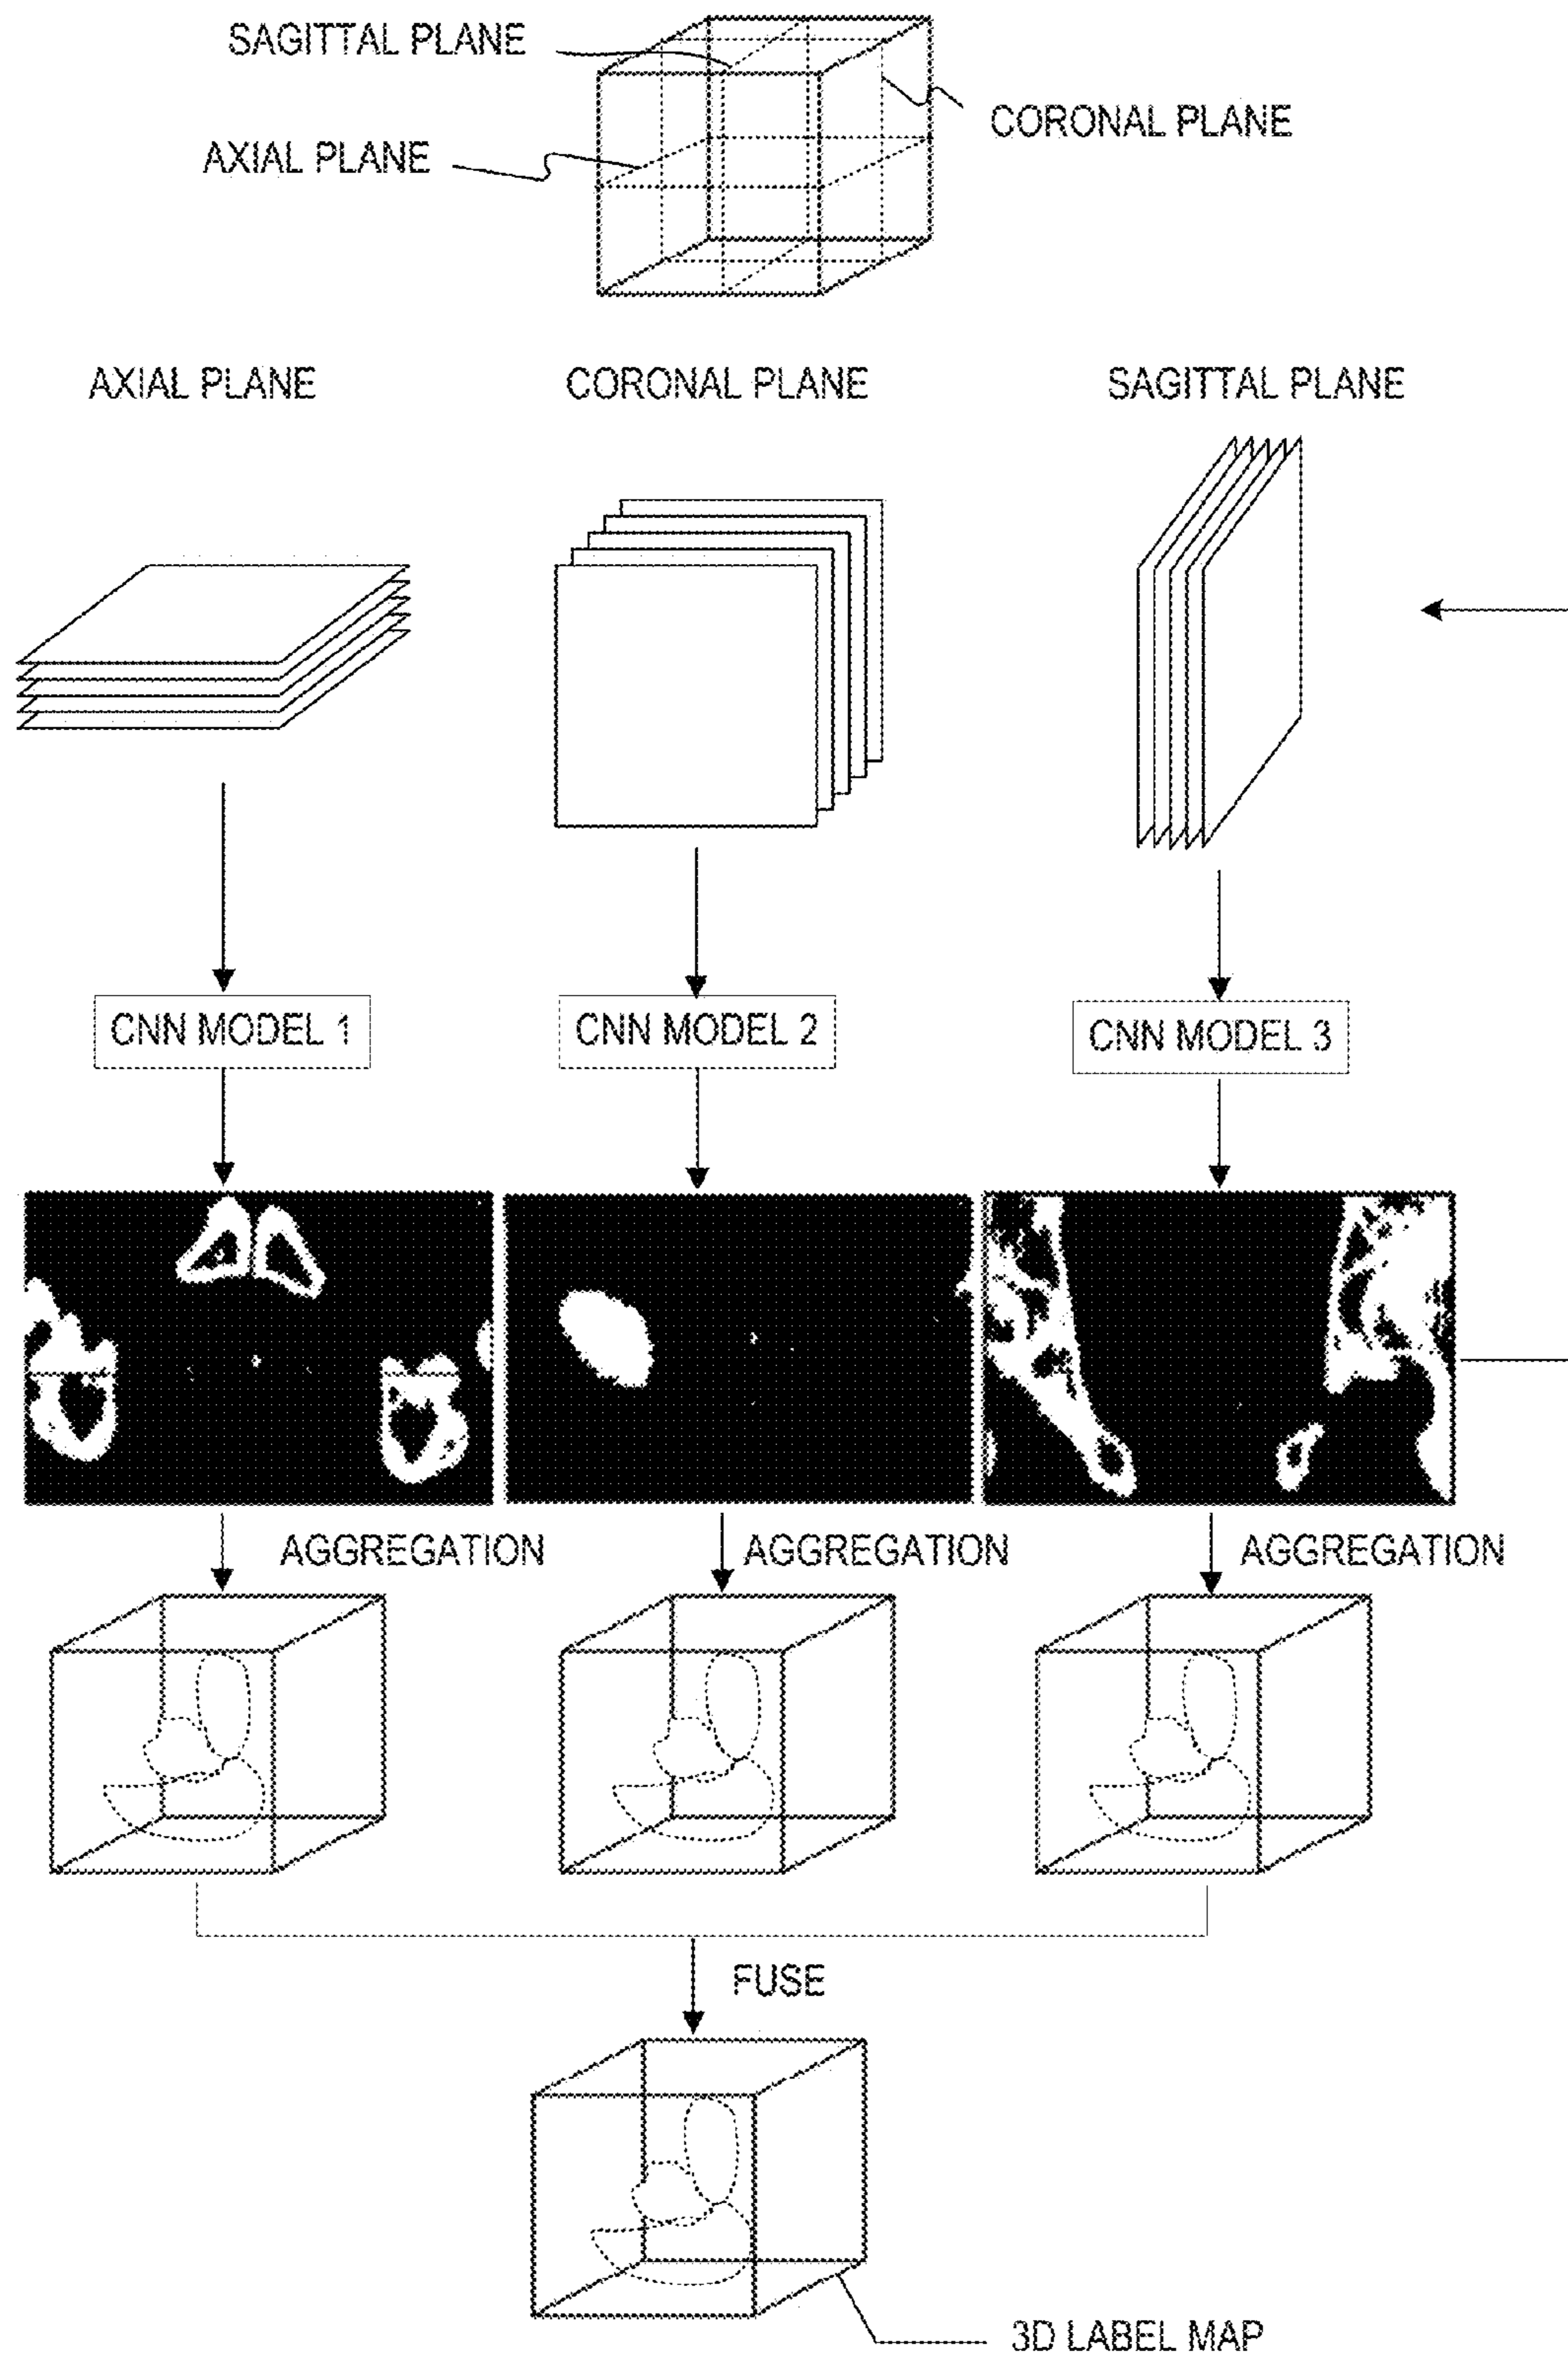 SAGITTAL PLANE
CORONAL PLANE
AXIAL PLANE
AXIAL PLANE
CORONAL PLANE
SAGITTAL PLANE
CNN MODEL 1
CNN MODEL 2
CNN MODEL 3
AGGREGATION
AGGREGATION
AGGREGATION
FUSE
3D LABEL MAP